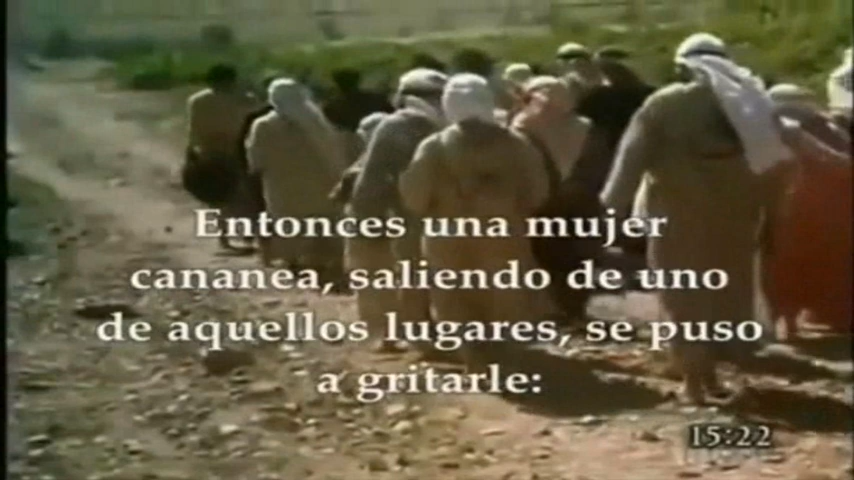 Entonces una mujer
cananea, saliendo de uno
de aquellos lugares, se puso
a gritarle:
15:22